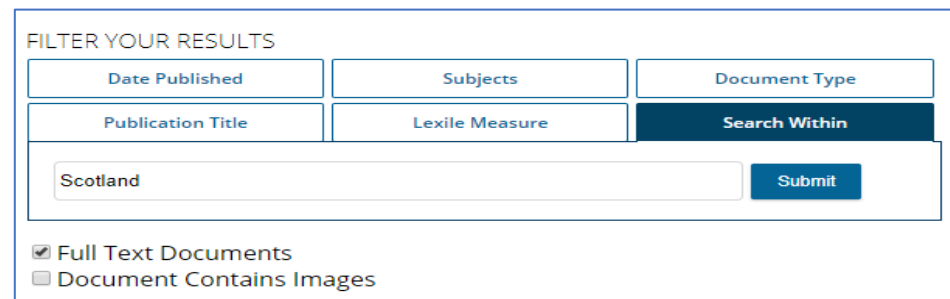 FILTER YOUR RESULTS
Date Published Subjects Document Type
Publication Title Lexile Measure Search Within
Scotland Submit
Full Text Documents
Document Contains Images